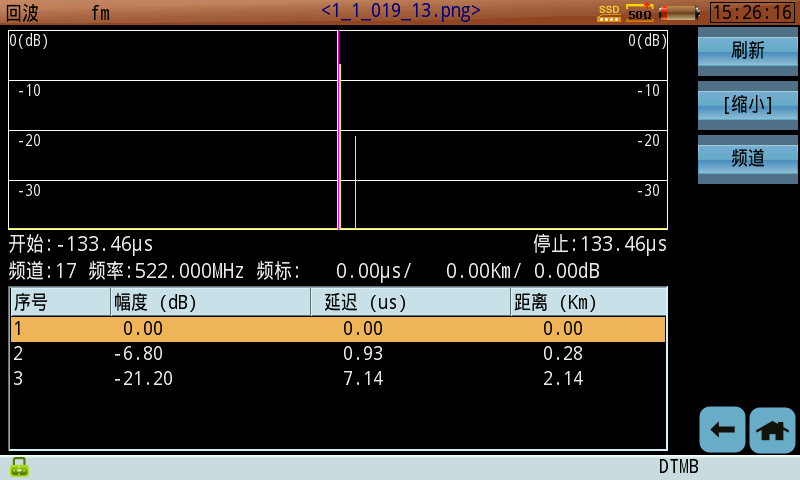 回波 fm <1_1_019_13.png> SSD 50Ω 15:26:16
0(dB) 0(dB)
刷新
-10 -10
[缩小]
-20 -20
频道
-30 -30
开始:-133.46µs 停止:133.46µs
频道:17 频率:522.000MHz 频标: 0.00µs/ 0.00Km/ 0.00dB
序号 幅度 (dB) 延迟 (us) 距离 (Km)
1 0.00 0.00 0.00
2 -6.80 0.93 0.28
3 -21.20 7.14 2.14
DTMB